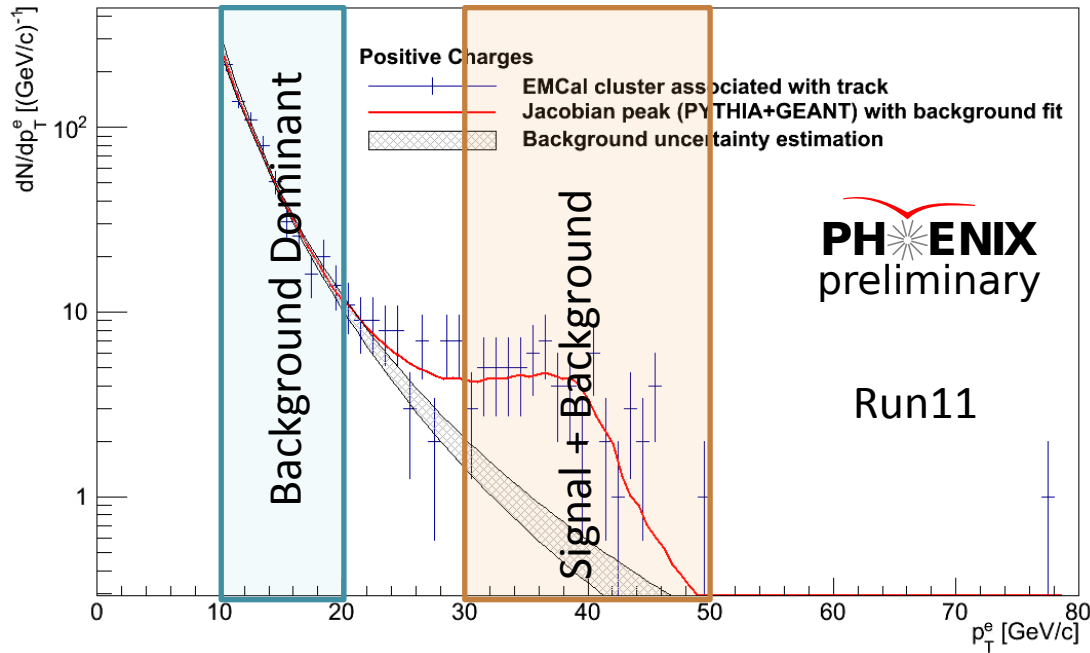 dN/dp_T^e [(GeV/c)^-1]
10^2
10
1
Positive Charges
EMCal cluster associated with track
Jacobian peak (PYTHIA+GEANT) with background fit
Background uncertainty estimation
Background Dominant
Signal + Background
PHENIX
preliminary
Run11
0 10 20 30 40 50 60 70 80
p_T^e [GeV/c]